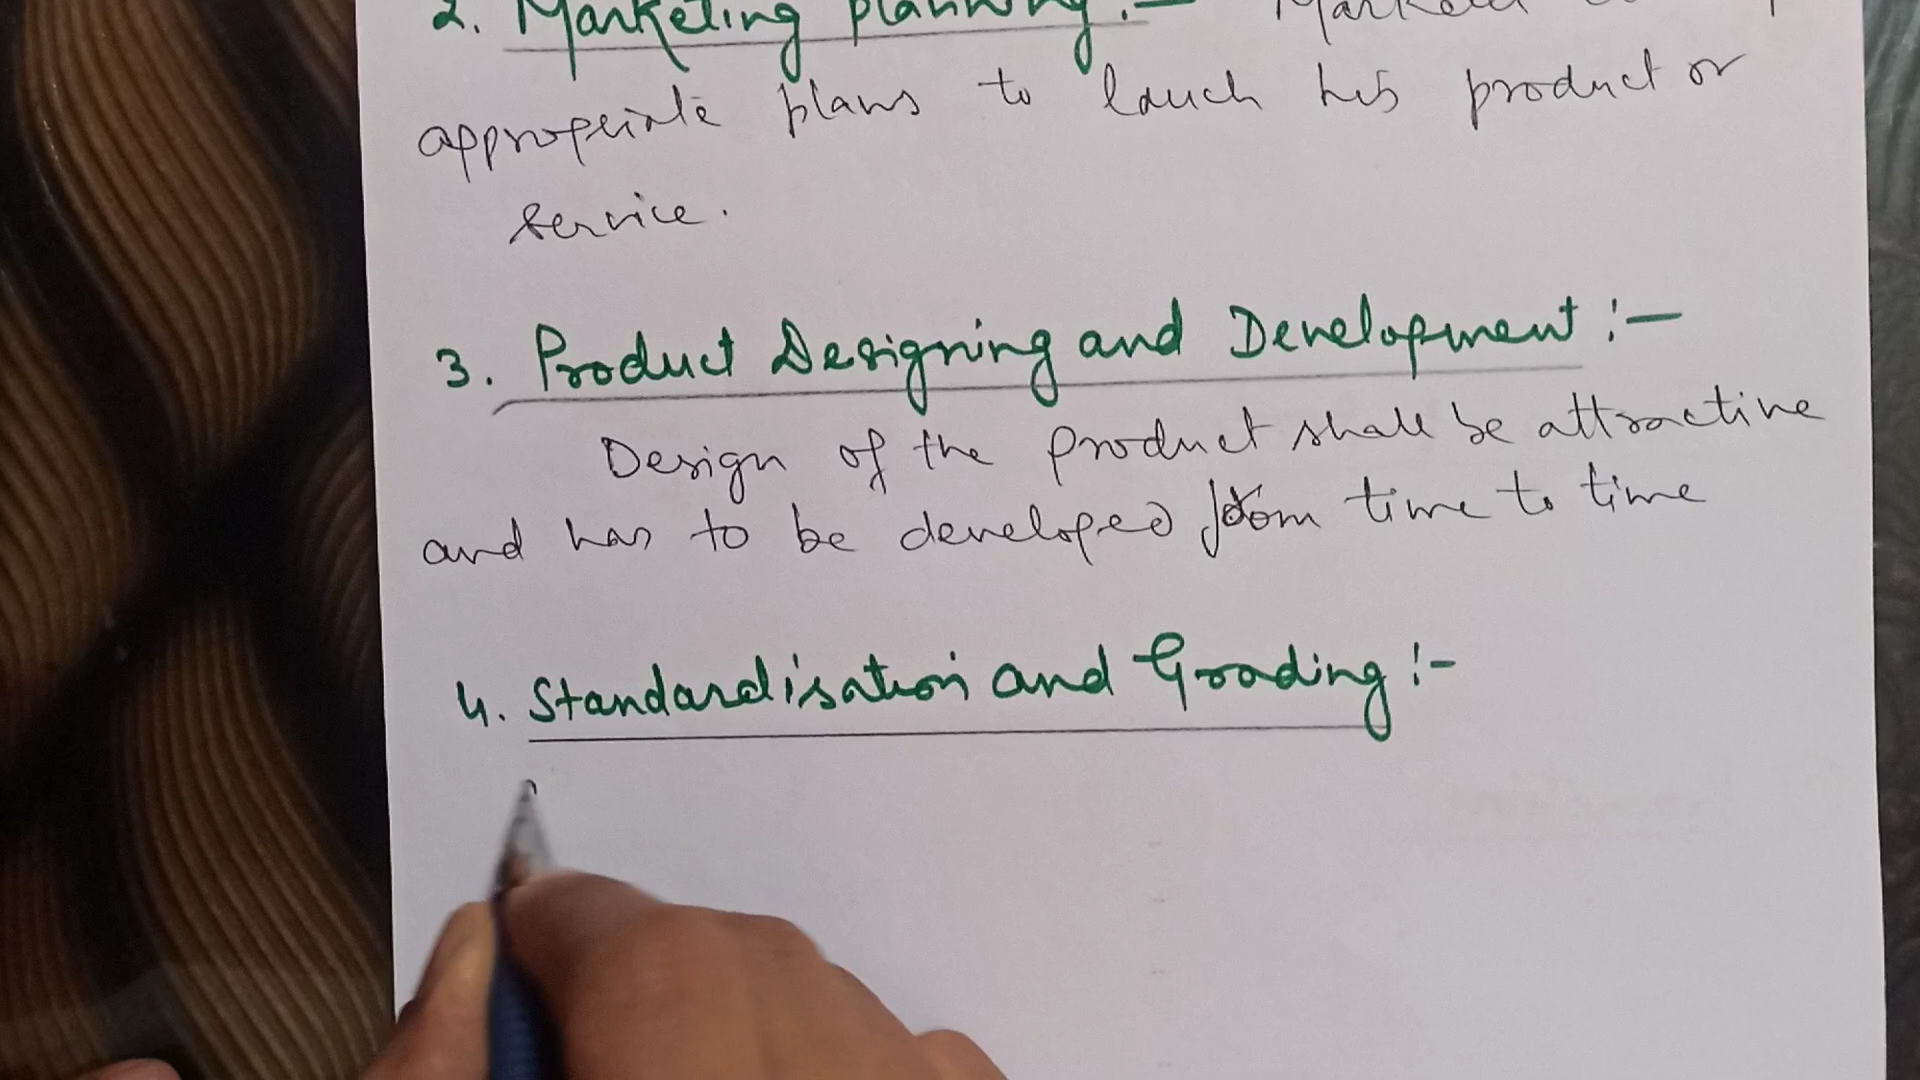 2. Marketing planning :-
appropriate plans to lauch his product or
service.
3. Product Designing and Development :-
Design of the product shall be attractive
and has to be developed from time to time
4. Standardisation and Grading :-